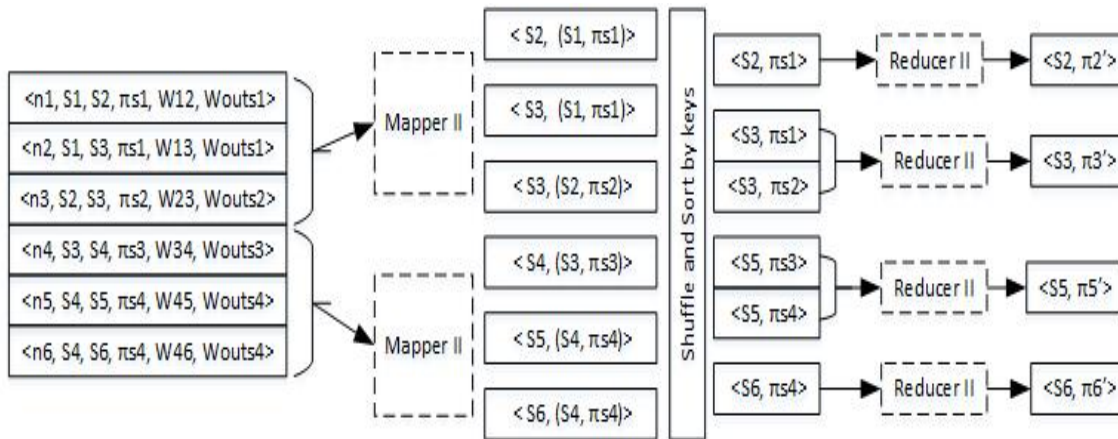 <n1, S1, S2, πs1, W12, Wouts1>
<n2, S1, S3, πs1, W13, Wouts1>
<n3, S2, S3, πs2, W23, Wouts2>
<n4, S3, S4, πs3, W34, Wouts3>
<n5, S4, S5, πs4, W45, Wouts4>
<n6, S4, S6, πs4, W46, Wouts4>
Mapper II
Mapper II
< S2, (S1, πs1)>
< S3, (S1, πs1)>
< S3, (S2, πs2)>
< S4, (S3, πs3)>
< S5, (S4, πs4)>
< S6, (S4, πs4)>
Shuffle and Sort by keys
<S2, πs1>
<S3, πs1>
<S3, πs2>
<S5, πs3>
<S5, πs4>
<S6, πs4>
Reducer II
Reducer II
Reducer II
Reducer II
<S2, π2'>
<S3, π3'>
<S5, π5'>
<S6, π6'>